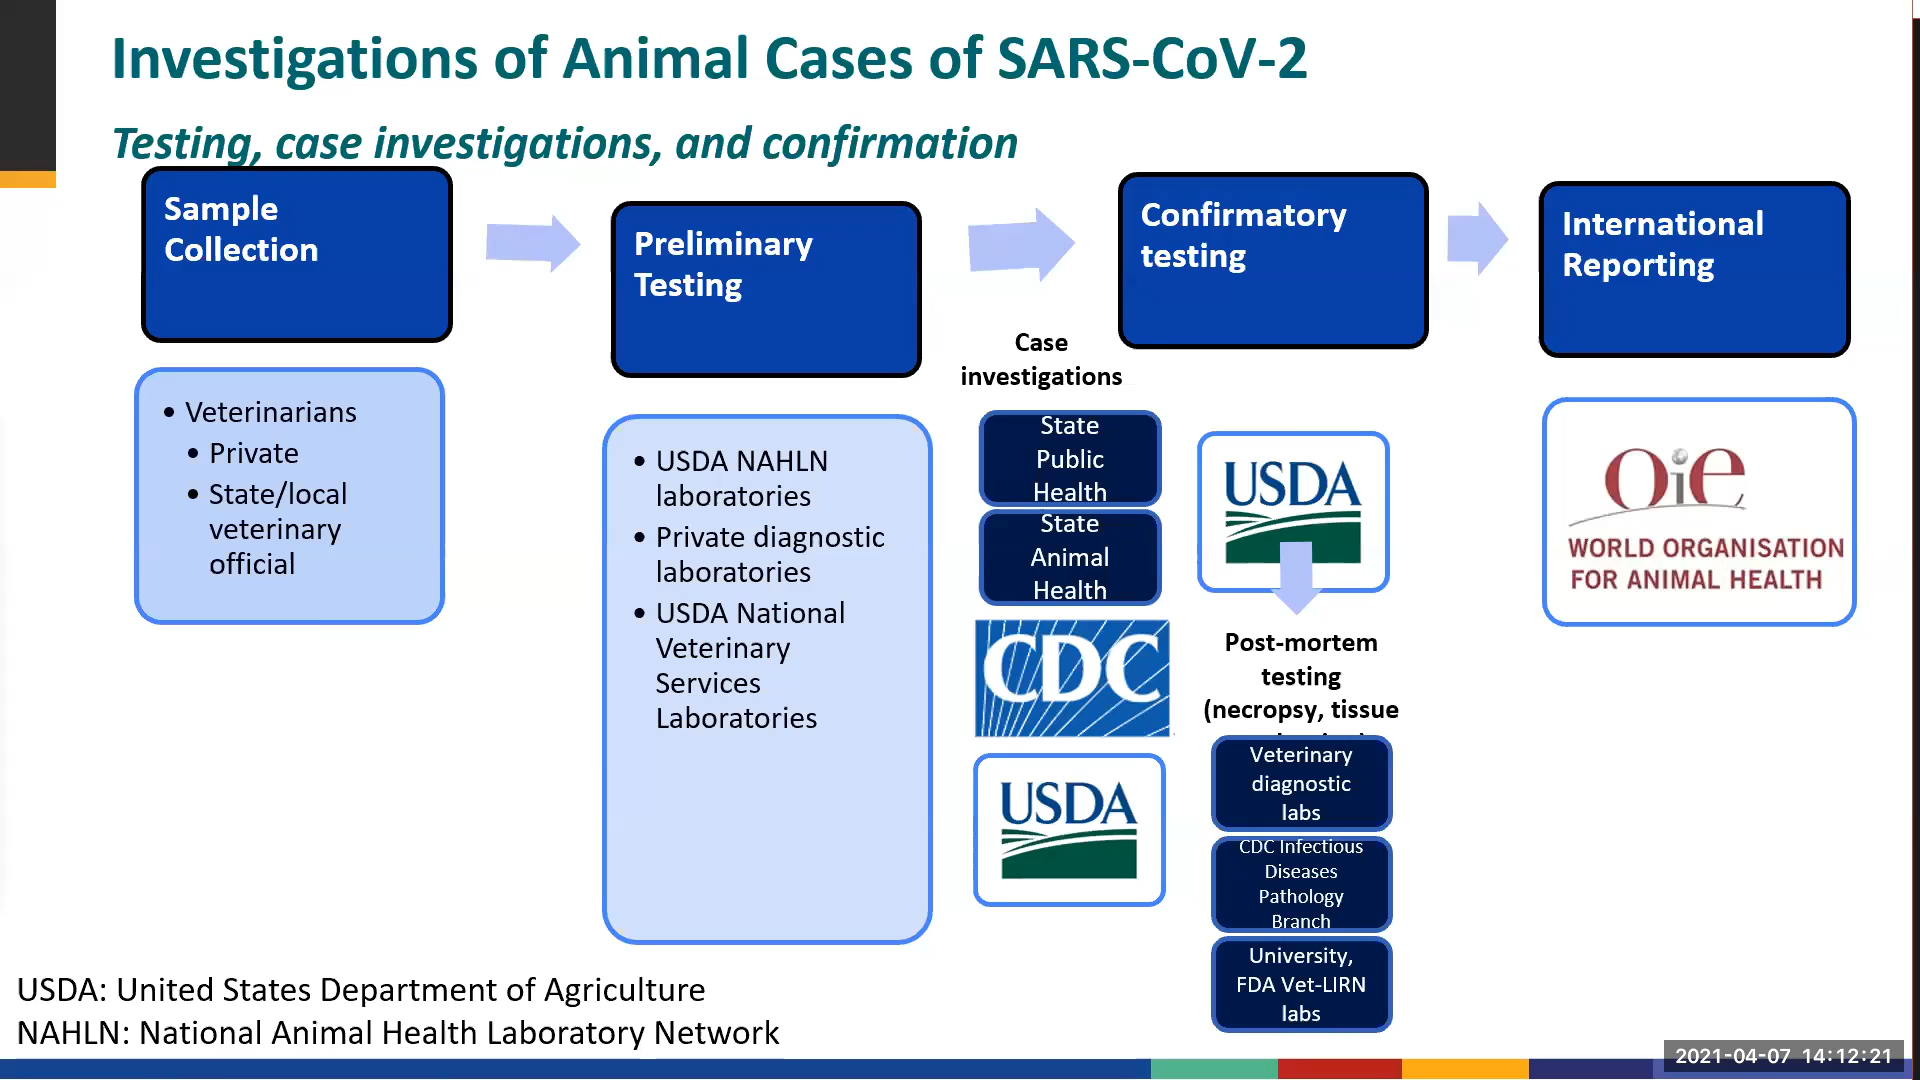 Investigations of Animal Cases of SARS-CoV-2
Testing, case investigations, and confirmation
Sample
Collection
• Veterinarians
• Private
• State/local
veterinary
official
Preliminary
Testing
• USDA NAHLN
laboratories
• Private diagnostic
laboratories
• USDA National
Veterinary
Services
Laboratories
Case
investigations
State
Public
Health
State
Animal
Health
CDC
USDA
Confirmatory
testing
USDA
Post-mortem
testing
(necropsy, tissue
Veterinary
diagnostic
labs
CDC Infectious
Diseases
Pathology
Branch
University,
FDA Vet-LIRN
labs
International
Reporting
Oie
WORLD ORGANISATION
FOR ANIMAL HEALTH
USDA: United States Department of Agriculture
NAHLN: National Animal Health Laboratory Network
2021-04-07 14:12:21